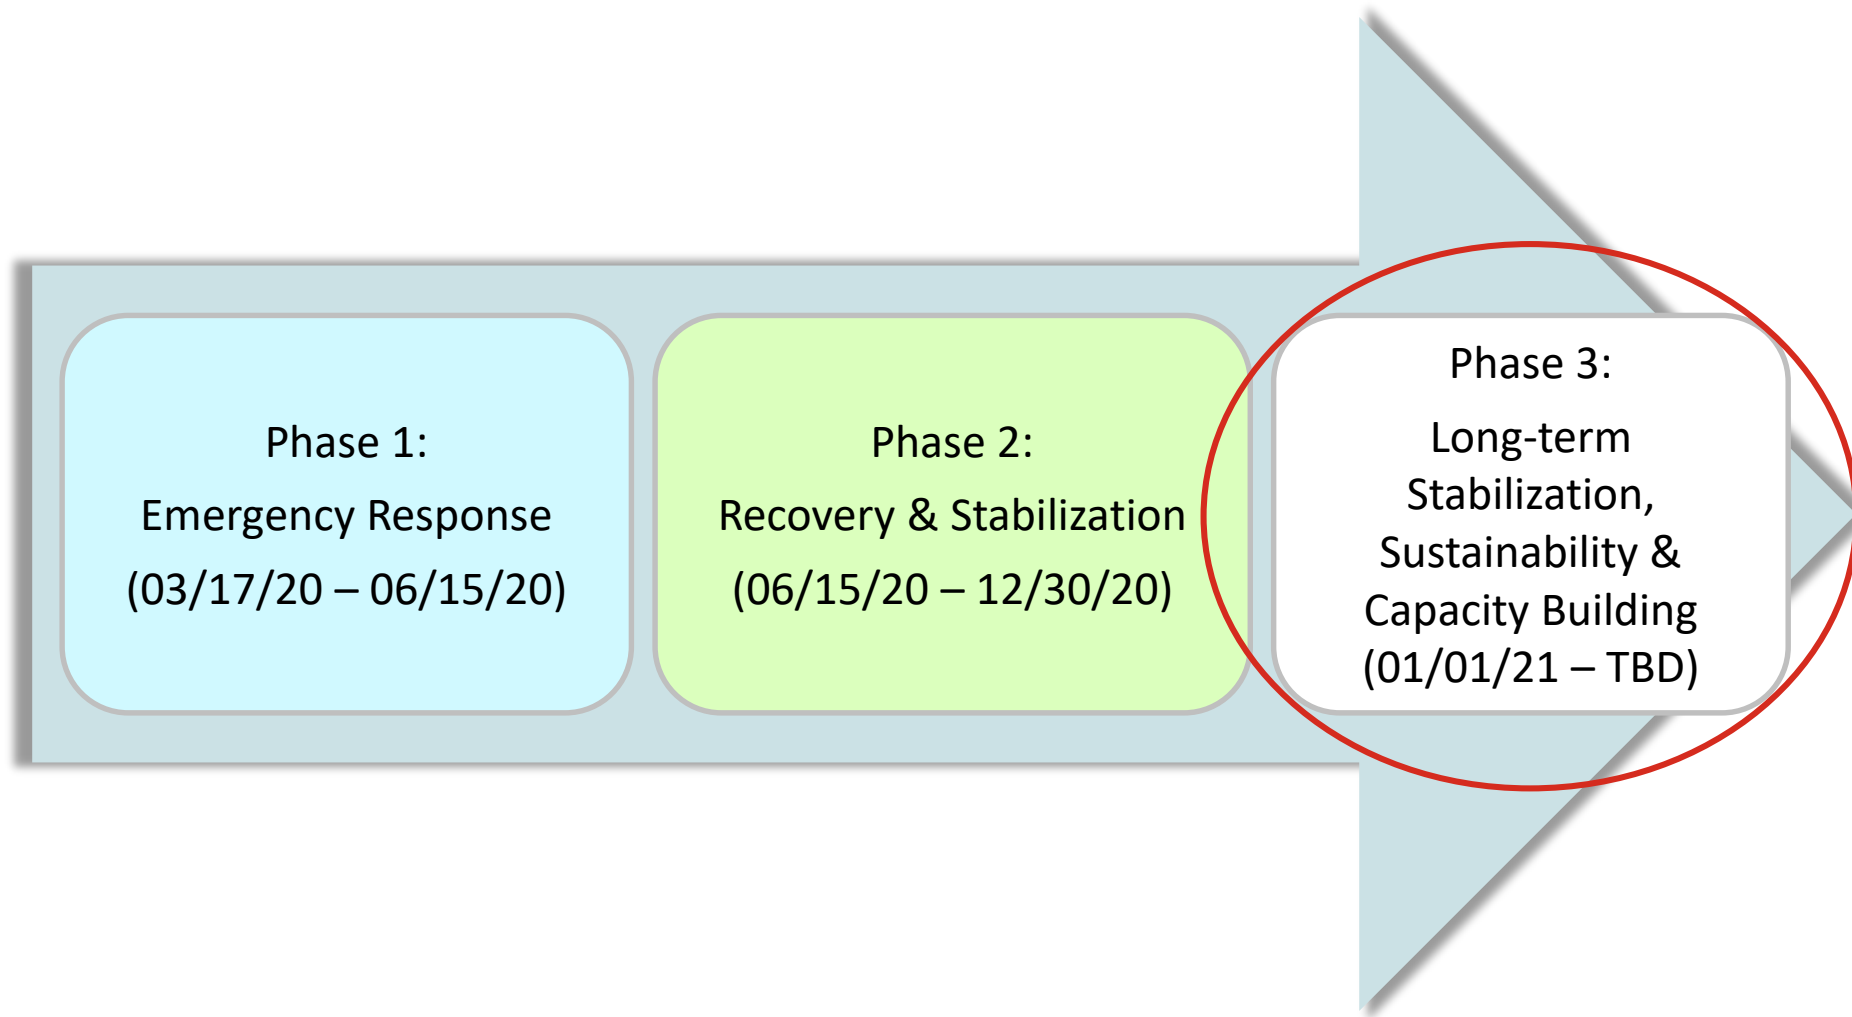 Phase 1:
Emergency Response
(03/17/20 – 06/15/20)
Phase 2:
Recovery & Stabilization
(06/15/20 – 12/30/20)
Phase 3:
Long-term
Stabilization,
Sustainability &
Capacity Building
(01/01/21 – TBD)